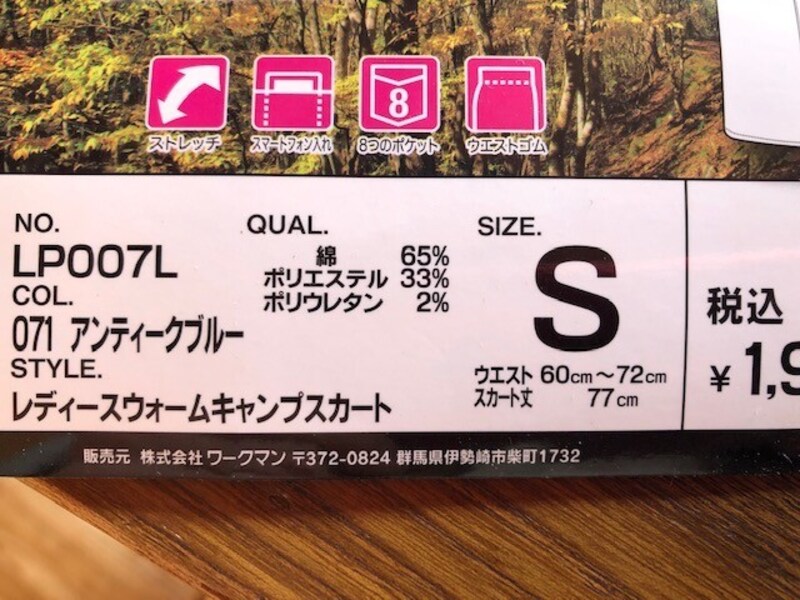 8
ストレッチ スマートフォン入れ 8つのポケット ウエストゴム
NO.
LP007L
COL.
071 アンティークブルー
STYLE.
レディースウォームキャンプスカート
QUAL.
綿 65%
ポリエステル 33%
ポリウレタン 2%
SIZE.
S
ウエスト 60cm～72cm
スカート丈 77cm
税込
¥1,9
販売元 株式会社 ワークマン 〒372-0824 群馬県伊勢崎市柴町1732